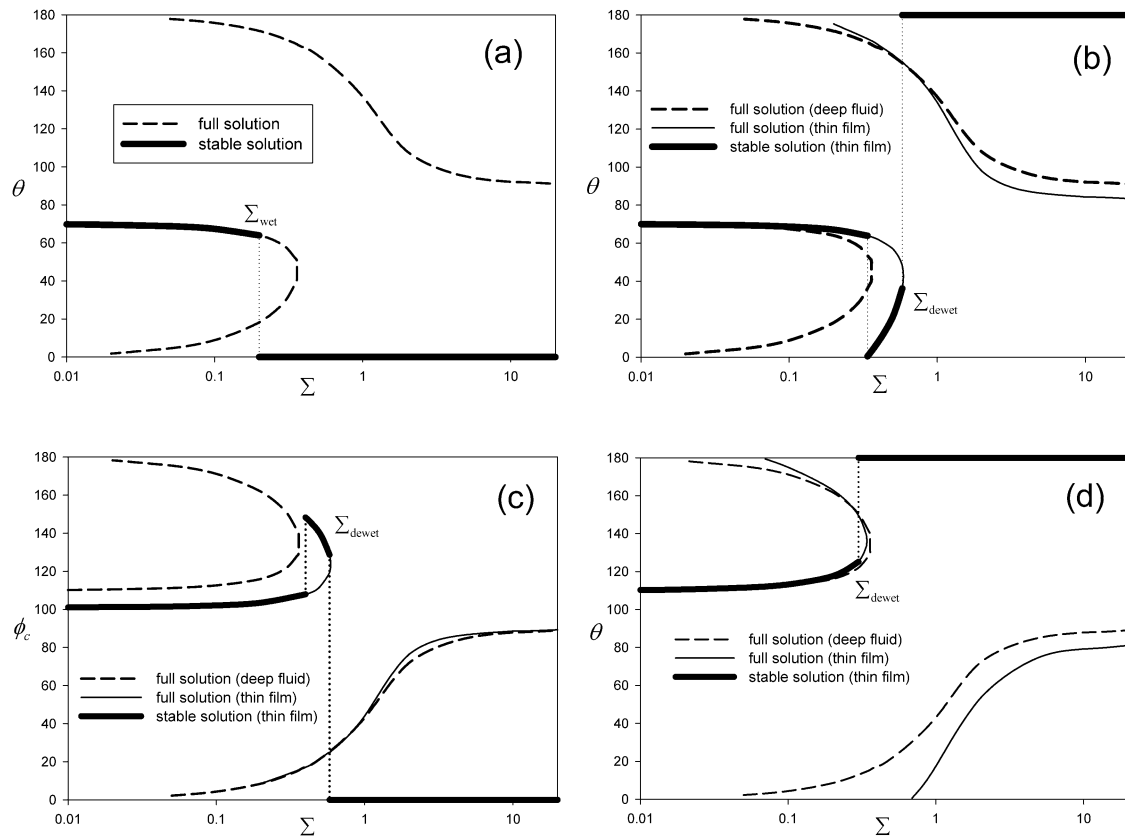 180
160
140
120
100
80
60
40
20
0
θ
(a)
full solution
stable solution
Σwet
0.01
0.1
1
10
Σ
180
160
140
120
100
80
60
40
20
0
θ
(b)
full solution (deep fluid)
full solution (thin film)
stable solution (thin film)
Σdewet
0.01
0.1
1
10
Σ
180
160
140
120
100
80
60
40
20
0
ϕc
(c)
Σdewet
full solution (deep fluid)
full solution (thin film)
stable solution (thin film)
0.01
0.1
1
10
Σ
180
160
140
120
100
80
60
40
20
0
θ
(d)
Σdewet
full solution (deep fluid)
full solution (thin film)
stable solution (thin film)
0.01
0.1
1
10
Σ